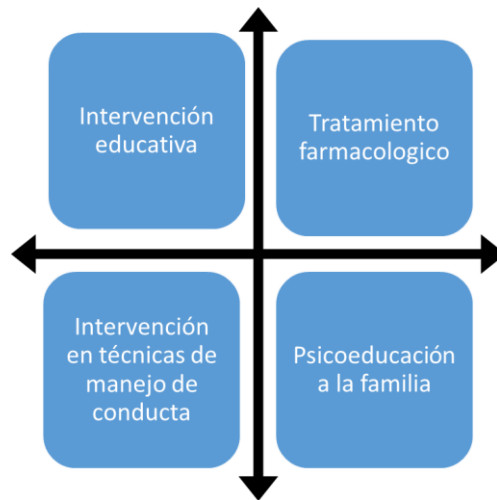 Intervención
educativa
Tratamiento
farmacologico
Intervención
en técnicas de
manejo de
conducta
Psicoeducación
a la familia